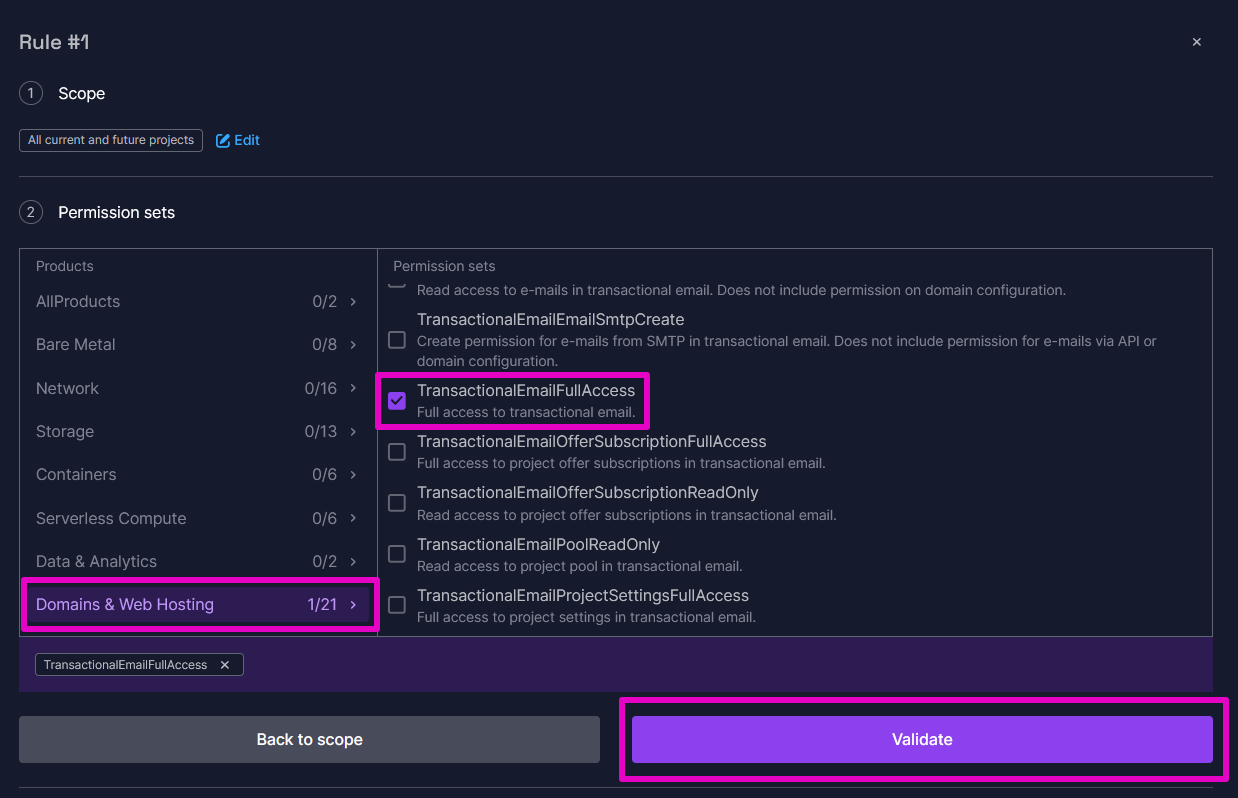 Rule #1
×
1 Scope
All current and future projects Edit
2 Permission sets
Products
AllProducts 0/2
Bare Metal 0/8
Network 0/16
Storage 0/13
Containers 0/6
Serverless Compute 0/6
Data & Analytics 0/2
Domains & Web Hosting 1/21
Permission sets
Read access to e-mails in transactional email. Does not include permission on domain configuration.
TransactionalEmailEmailSmtpCreate
Create permission for e-mails from SMTP in transactional email. Does not include permission for e-mails via API or
domain configuration.
TransactionalEmailFullAccess
Full access to transactional email.
TransactionalEmailOfferSubscriptionFullAccess
Full access to project offer subscriptions in transactional email.
TransactionalEmailOfferSubscriptionReadOnly
Read access to project offer subscriptions in transactional email.
TransactionalEmailPoolReadOnly
Read access to project pool in transactional email.
TransactionalEmailProjectSettingsFullAccess
Full access to project settings in transactional email.
TransactionalEmailFullAccess ×
Back to scope
Validate